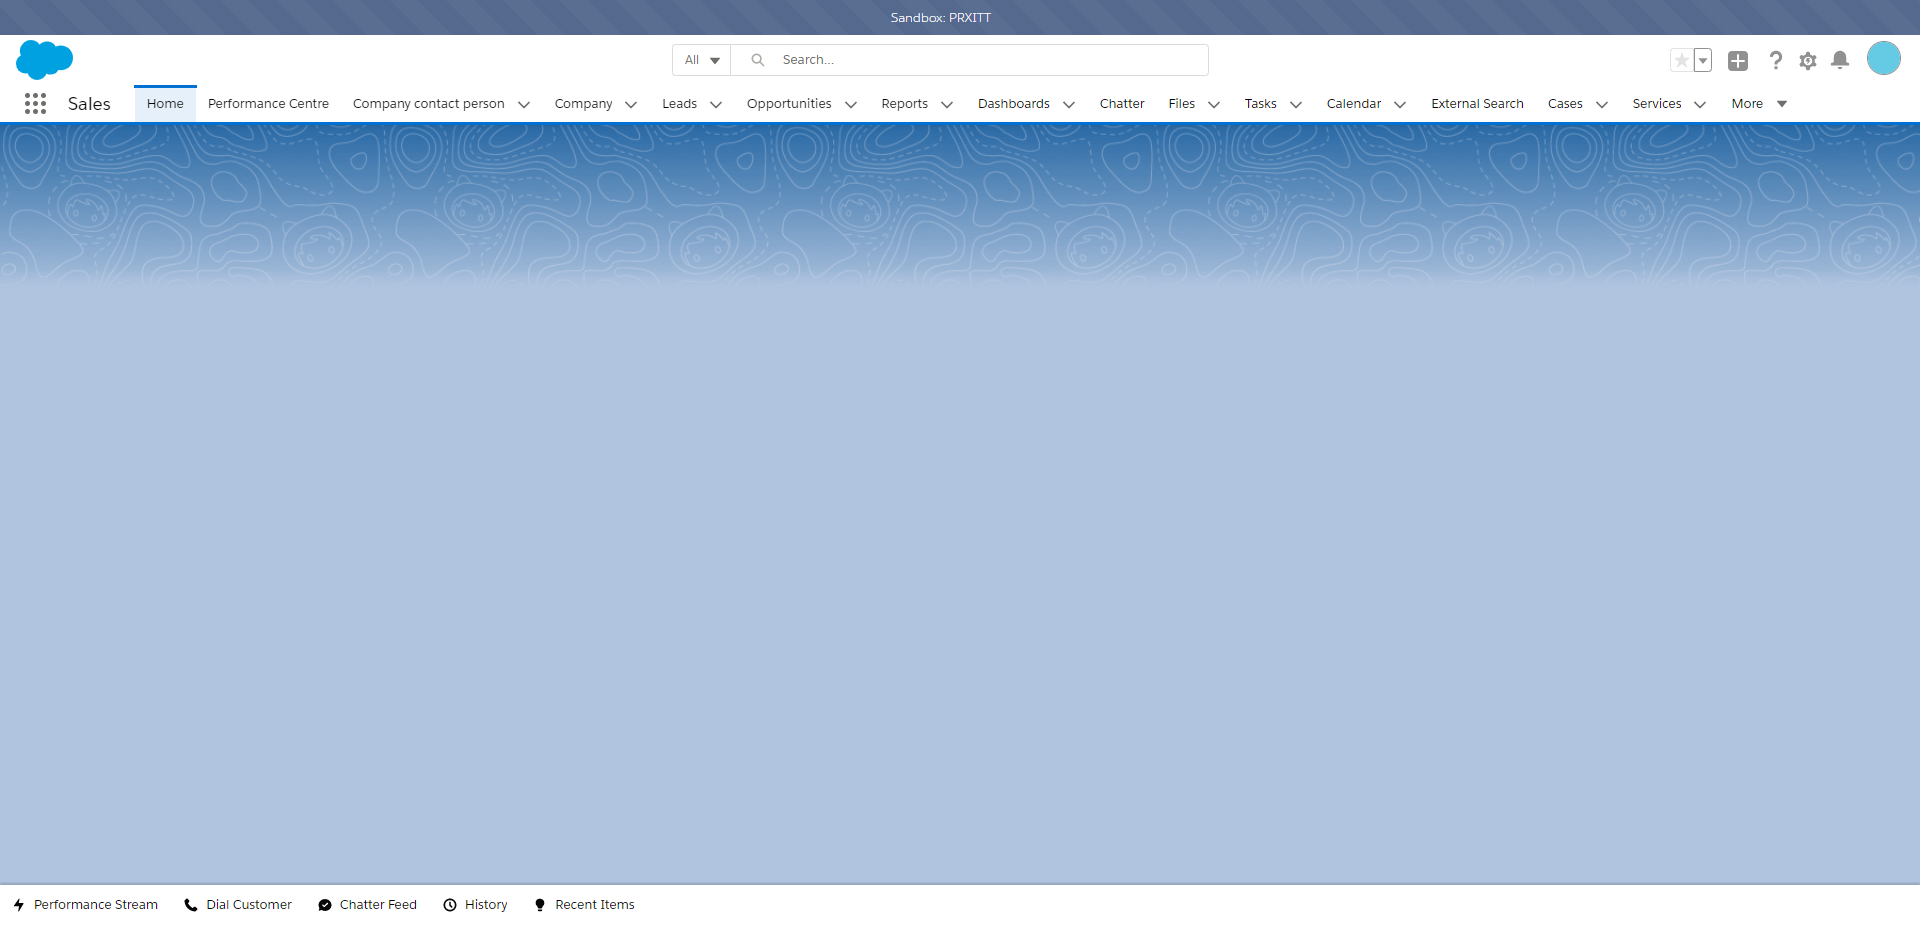 Sandbox: PRXITT
All
Search...
Sales
Home
Performance Centre
Company contact person
Company
Leads
Opportunities
Reports
Dashboards
Chatter
Files
Tasks
Calendar
External Search
Cases
Services
More
Performance Stream
Dial Customer
Chatter Feed
History
Recent Items